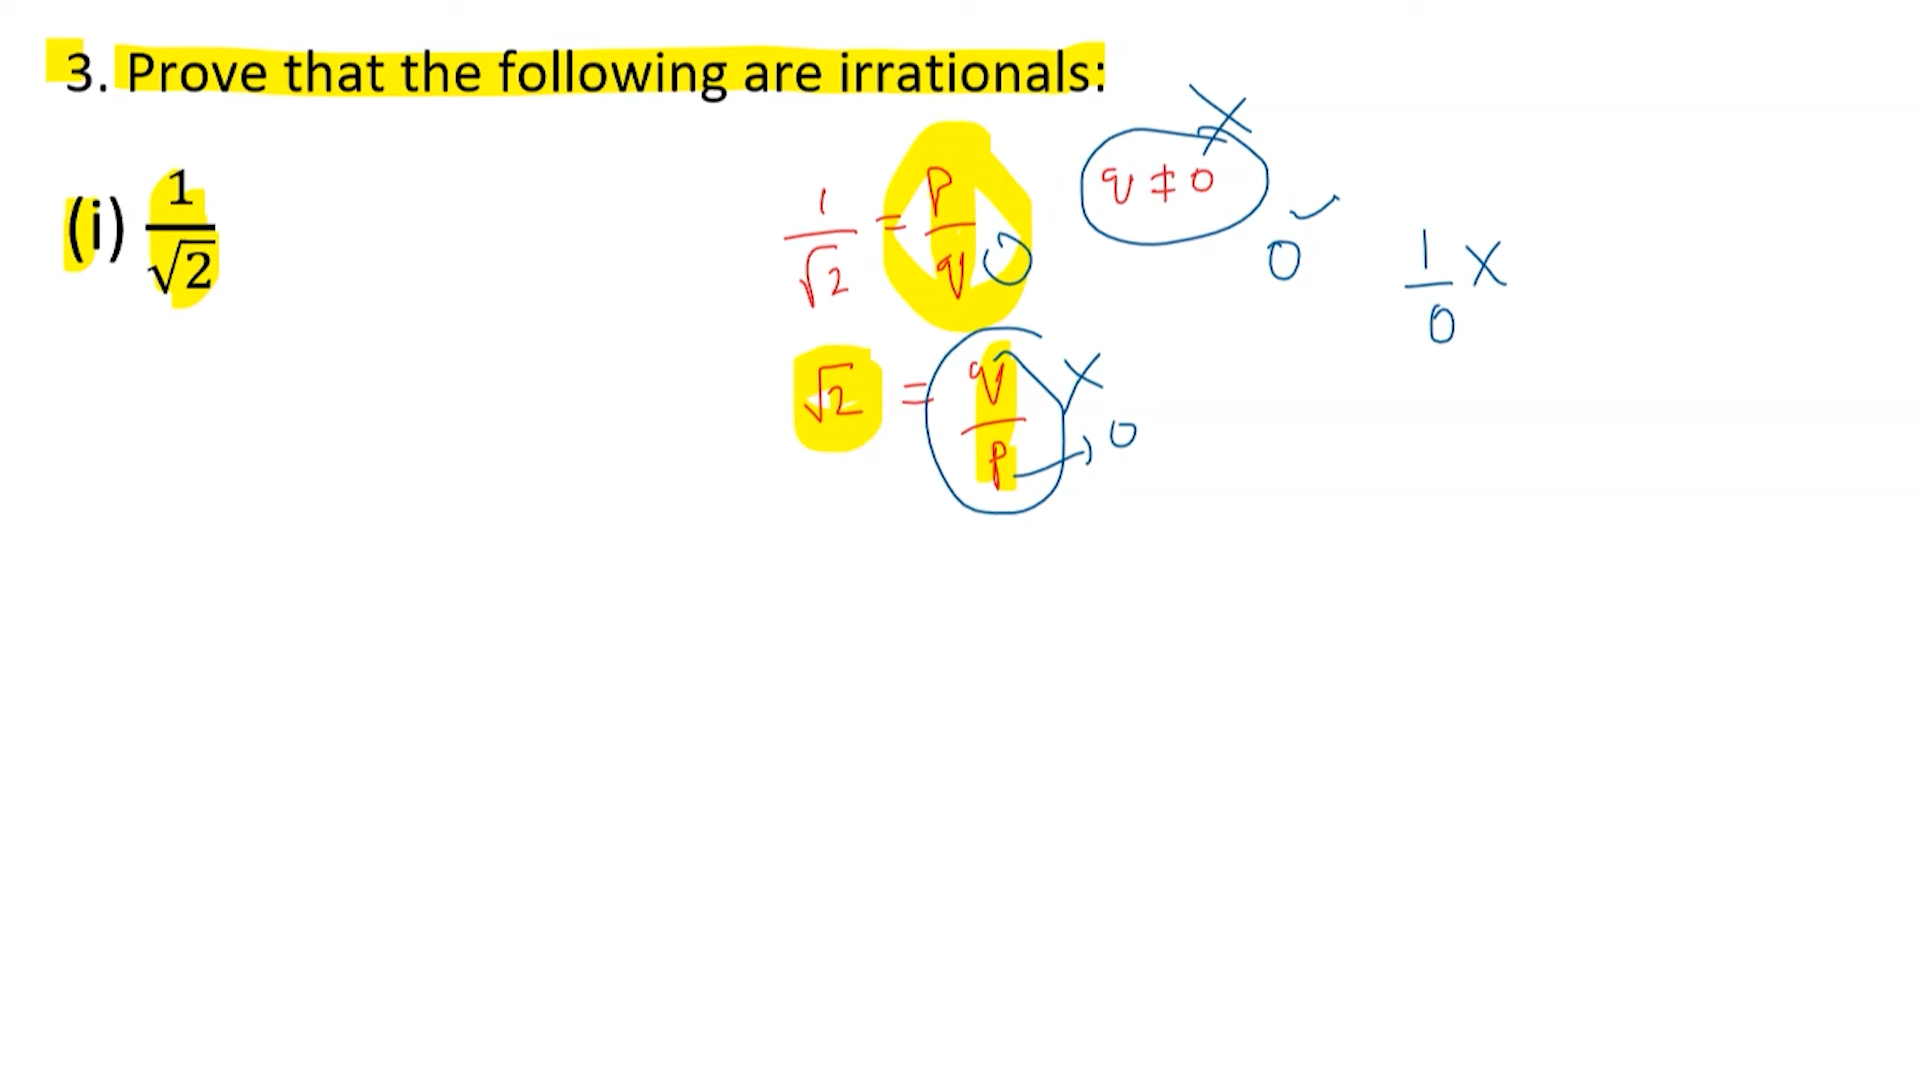 3. Prove that the following are irrationals:
(i) 1/√2
1/√2 = p/q
q ≠ 0
X
0 ✓
1/0 X
√2 = q/p
X
→ 0